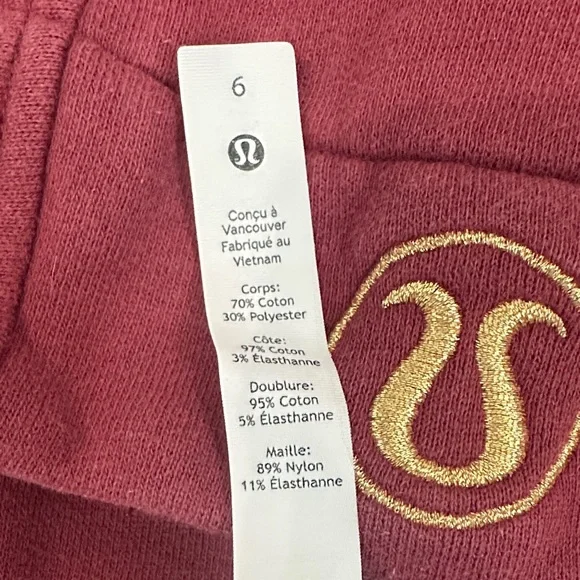 6
Conçu à
Vancouver
Fabriqué au
Vietnam
Corps:
70% Coton
30% Polyester
Côte:
97% Coton
3% Élasthanne
Doublure:
95% Coton
5% Élasthanne
Maille:
89% Nylon
11% Élasthanne